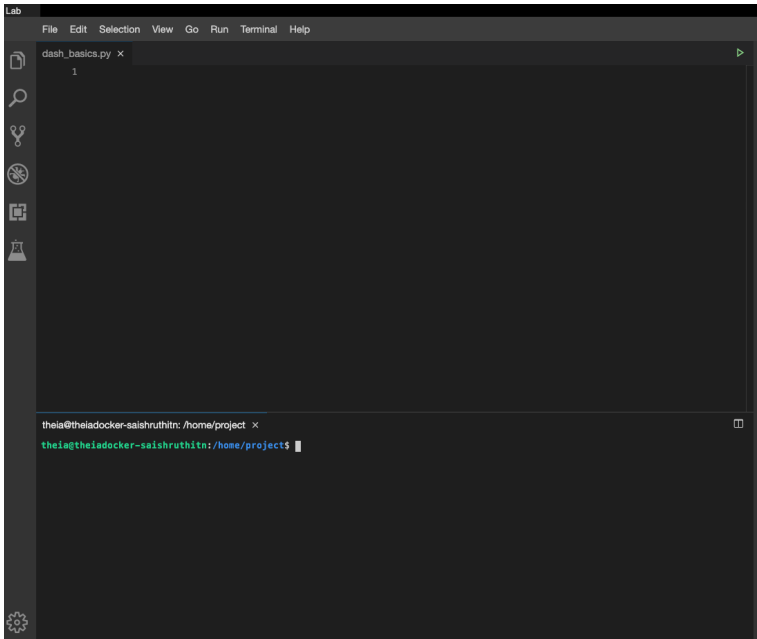 Lab
File Edit Selection View Go Run Terminal Help
dash_basics.py ×
1
theia@theiadocker-saishruthitn: /home/project ×
theia@theiadocker-saishruthitn:/home/project$